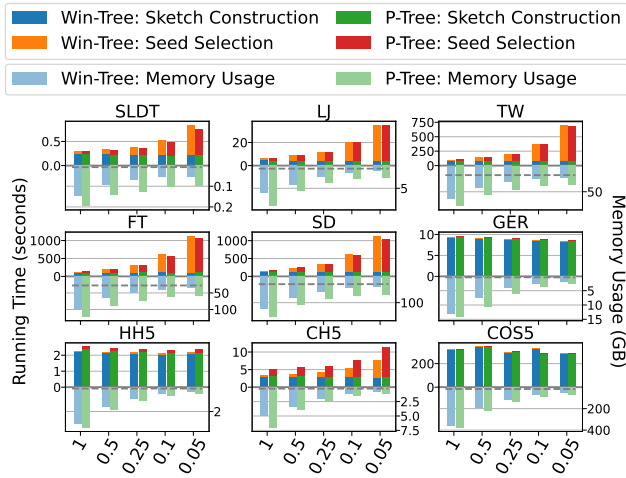 Win-Tree: Sketch Construction P-Tree: Sketch Construction
Win-Tree: Seed Selection P-Tree: Seed Selection
Win-Tree: Memory Usage P-Tree: Memory Usage
SLDT LJ TW
0.5 0.0 0.1 0.2
20 0 5
750 500 250 0 50
Running Time (seconds)
Memory Usage (GB)
FT SD GER
1000 500 0 50 100
1000 500 0 100
10 5 0 5 10 15
HH5 CH5 COS5
2 1 0 2
10 5 0 2.5 5.0 7.5
200 0 200 400
1 0.5 0.25 0.1 0.05
1 0.5 0.25 0.1 0.05
1 0.5 0.25 0.1 0.05